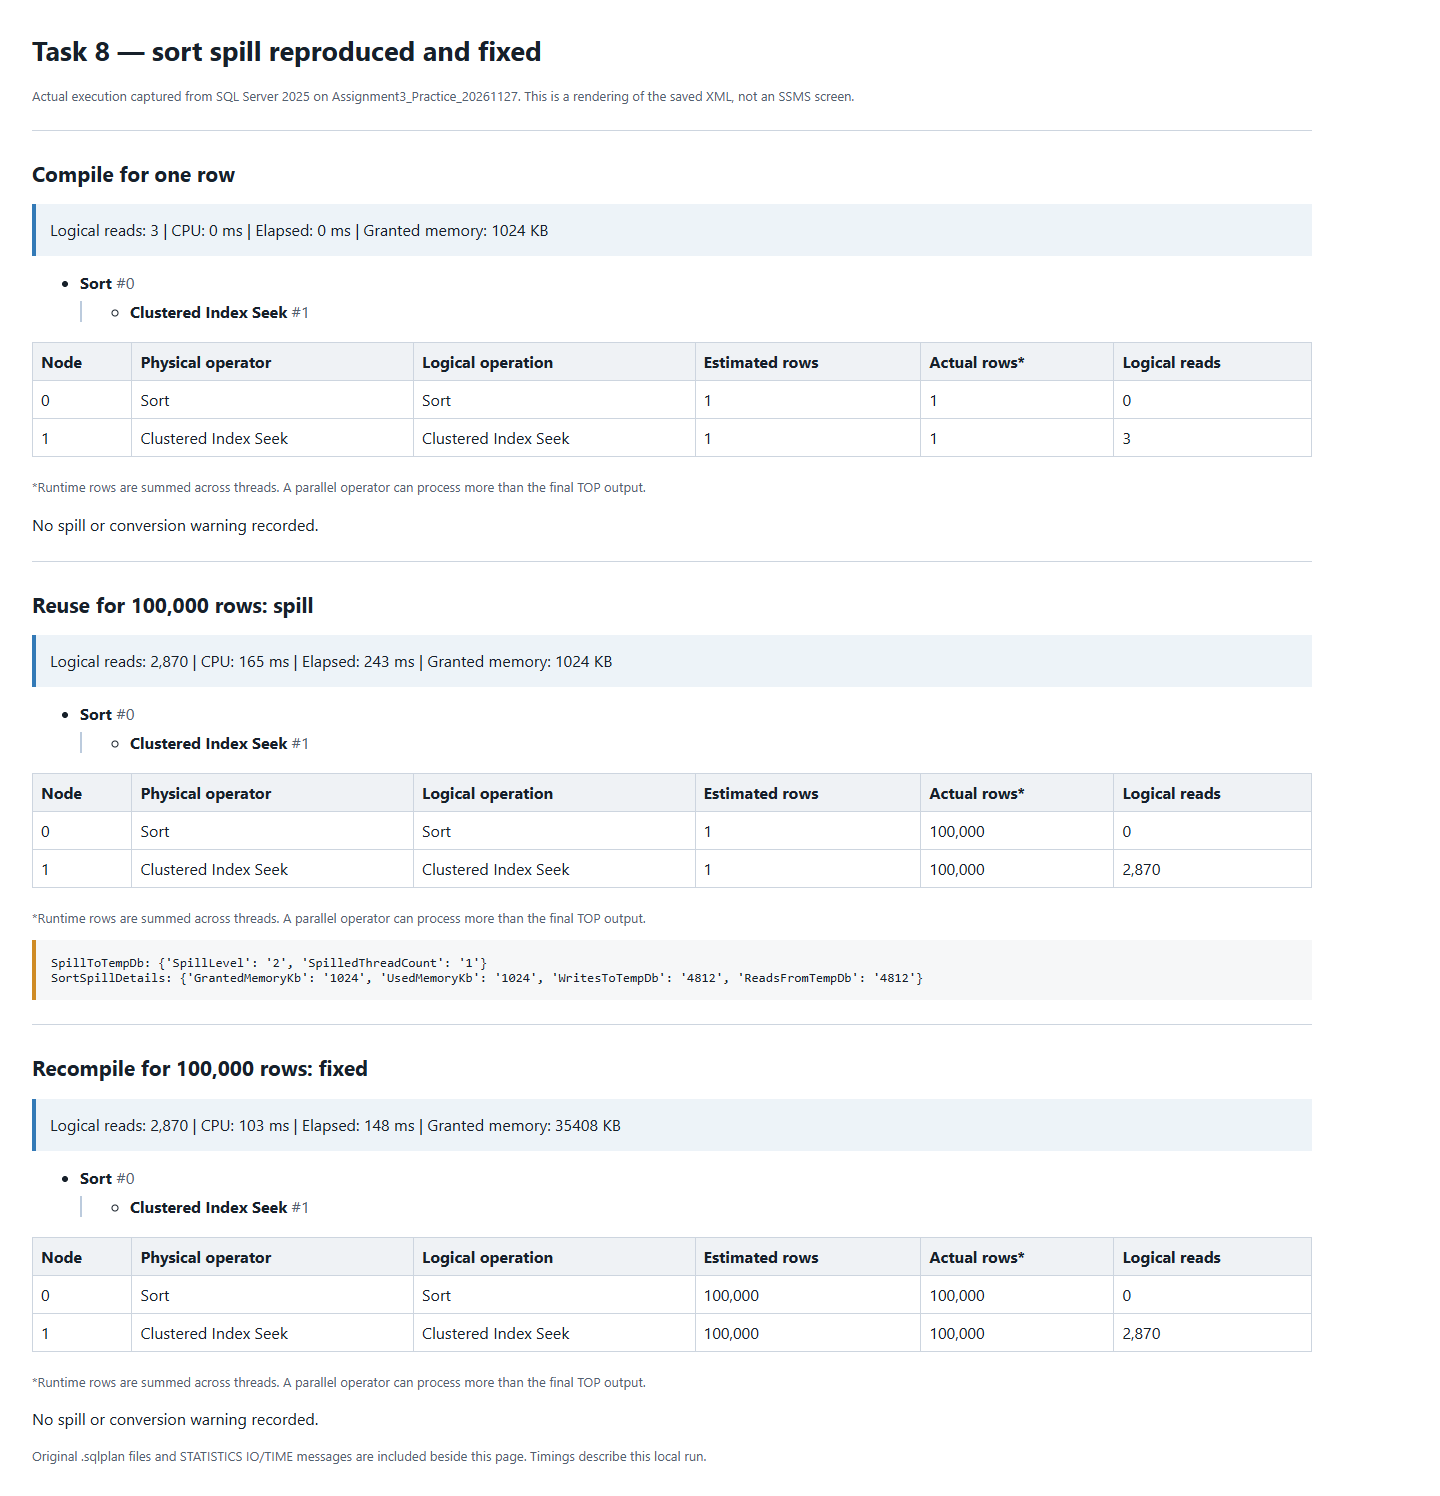 Task 8 — sort spill reproduced and fixed
Actual execution captured from SQL Server 2025 on Assignment3_Practice_20261127. This is a rendering of the saved XML, not an SSMS screen.
Compile for one row
Logical reads: 3 | CPU: 0 ms | Elapsed: 0 ms | Granted memory: 1024 KB
• Sort #0
◦ Clustered Index Seek #1
Node Physical operator Logical operation Estimated rows Actual rows* Logical reads
0 Sort Sort 1 1 0
1 Clustered Index Seek Clustered Index Seek 1 1 3
*Runtime rows are summed across threads. A parallel operator can process more than the final TOP output.
No spill or conversion warning recorded.
Reuse for 100,000 rows: spill
Logical reads: 2,870 | CPU: 165 ms | Elapsed: 243 ms | Granted memory: 1024 KB
• Sort #0
◦ Clustered Index Seek #1
Node Physical operator Logical operation Estimated rows Actual rows* Logical reads
0 Sort Sort 1 100,000 0
1 Clustered Index Seek Clustered Index Seek 1 100,000 2,870
*Runtime rows are summed across threads. A parallel operator can process more than the final TOP output.
SpillToTempDb: {'SpillLevel': '2', 'SpilledThreadCount': '1'}
SortSpillDetails: {'GrantedMemoryKb': '1024', 'UsedMemoryKb': '1024', 'WritesToTempDb': '4812', 'ReadsFromTempDb': '4812'}
Recompile for 100,000 rows: fixed
Logical reads: 2,870 | CPU: 103 ms | Elapsed: 148 ms | Granted memory: 35408 KB
• Sort #0
◦ Clustered Index Seek #1
Node Physical operator Logical operation Estimated rows Actual rows* Logical reads
0 Sort Sort 100,000 100,000 0
1 Clustered Index Seek Clustered Index Seek 100,000 100,000 2,870
*Runtime rows are summed across threads. A parallel operator can process more than the final TOP output.
No spill or conversion warning recorded.
Original .sqlplan files and STATISTICS IO/TIME messages are included beside this page. Timings describe this local run.